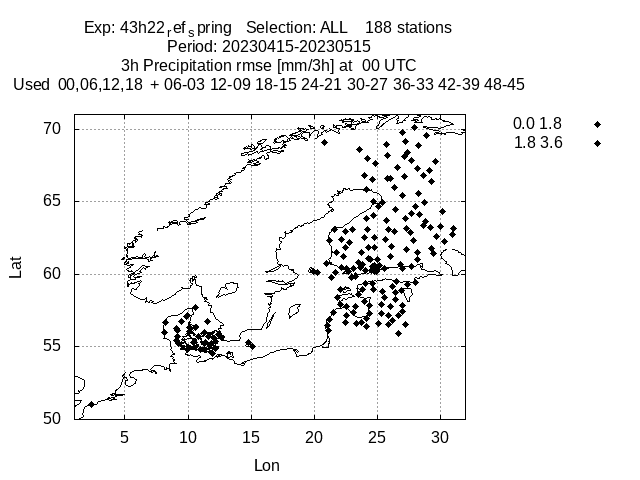 Exp: 43h22ref spring Selection: ALL 188 stations
Period: 20230415-20230515
3h Precipitation rmse [mm/3h] at 00 UTC
Used 00,06,12,18 + 06-03 12-09 18-15 24-21 30-27 36-33 42-39 48-45
0.0 1.8
1.8 3.6
70
65
Lat
60
55
50
5 10 15 20 25 30
Lon